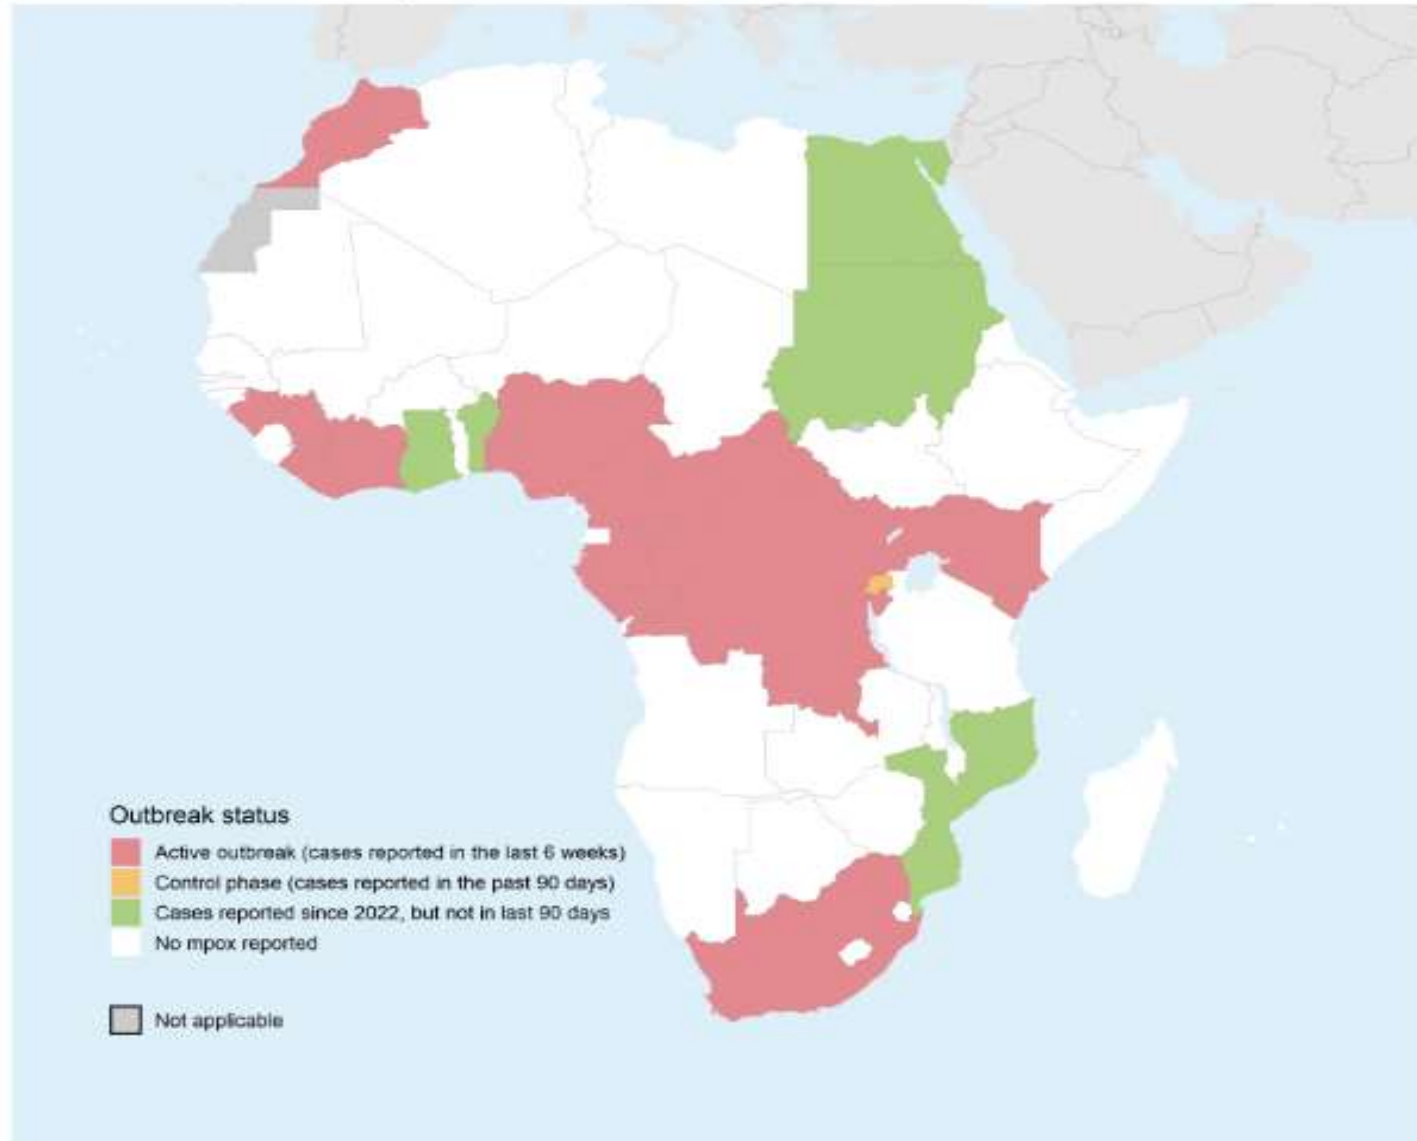 Outbreak status
Active outbreak (cases reported in the last 6 weeks)
Control phase (cases reported in the past 90 days)
Cases reported since 2022, but not in last 90 days
No mpox reported
Not applicable